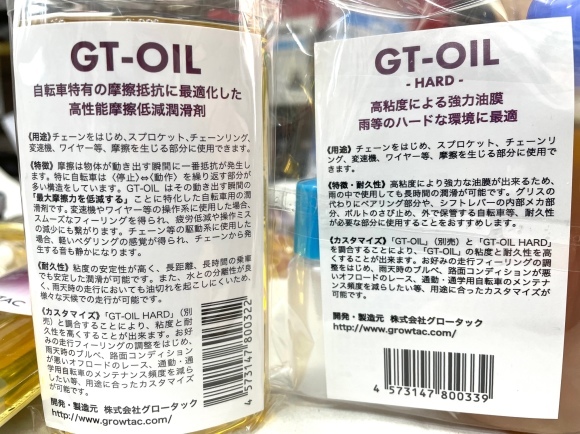 GT-OIL
自転車特有の摩擦抵抗に最適化した
高性能摩擦低減潤滑剤
《用途》チェーンをはじめ、スプロケット、チェーンリング、
変速機、ワイヤー等、摩擦を生じる部分に使用できます。
《特徴》摩擦は物体が動き出す瞬間に一番抵抗が発生しま
す。特に自転車は〈停止〉⇔〈動作〉を繰り返す部分が
多い構造をしています。GT-OIL はその動き出す瞬間の
「最大摩擦力を低減する」ことに特化した自転車用の潤
滑剤です。変速機やワイヤー等の操作系に使用した場合、
スムーズなフィーリングを得られ、疲労低減や操作ミス
の減少にも繋がります。チェーン等の駆動系に使用した
場合、軽いペダリングの感覚が得られ、チェーンから発
生する音も静かになります。
《耐久性》粘度の安定性が高く、長距離、長時間の乗車
でも安定した潤滑が可能です。また、水との分離性が良
く、雨天時の走行においても油切れを起こしにくいため、
様々な天候での走行が可能です。
《カスタマイズ》「GT-OIL HARD」（別
売）と調合することにより、粘度と耐
久性を高くすることが出来ます。お好
みの走行フィーリングの調整をはじめ、
雨天時のブルベ、路面コンディション
が悪いオフロードのレース、通勤・通
学用自転車のメンテナンス頻度を減ら
したい等、用途に合ったカスタマイズ
が可能です。
開発・製造元 株式会社グロータック
http://www.growtac.com/
4 573147 800322
GT-OIL
- HARD -
高粘度による強力油膜
雨等のハードな環境に最適
《用途》チェーンをはじめ、スプロケット、チェーンリン
グ、変速機、ワイヤー等、摩擦を生じる部分に使用でき
ます。
《特徴・耐久性》高粘度により強力な油膜が出来るため、
雨の中で使用しても長時間の潤滑が可能です。グリスの
代わりにベアリング部分や、シフトレバーの内部メカ部
分、ボルトのさび止め、外で保管する自転車等、耐久性
が必要な部分に使用することをおすすめします。
《カスタマイズ》「GT-OIL」（別売）と「GT-OIL HARD」
を調合することにより、「GT-OIL」の粘度と耐久性を高
くすることが出来ます。お好みの走行フィーリングの調
整をはじめ、雨天時のブルベ、路面コンディションが悪
いオフロードのレース、通勤・通学用自転車のメンテナ
ンス頻度を減らしたい等、用途に合ったカスタマイズが
可能です。
開発・製造元 株式会社グロータック
http://www.growtac.com/
4 573147 800339